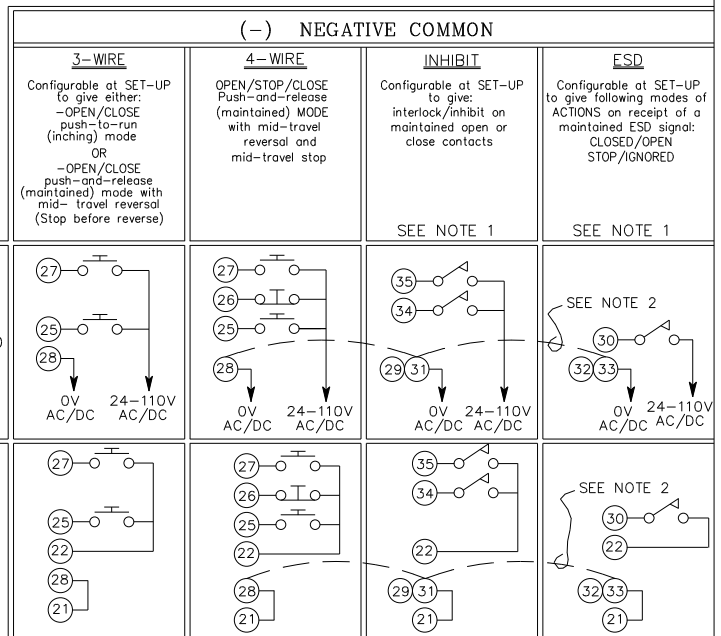 (-) NEGATIVE COMMON
3-WIRE
Configurable at SET-UP
to give either:
-OPEN/CLOSE
push-to-run
(inching) mode
OR
-OPEN/CLOSE
push-and-release
(maintained) mode with
mid- travel reversal
(Stop before reverse)
4-WIRE
OPEN/STOP/CLOSE
Push-and-release
(maintained) MODE
with mid-travel
reversal and
mid-travel stop
INHIBIT
Configurable at SET-UP
to give:
interlock/inhibit on
maintained open or
close contacts
SEE NOTE 1
ESD
Configurable at SET-UP
to give following modes of
ACTIONS on receipt of a
maintained ESD signal:
CLOSED/OPEN
STOP/IGNORED
SEE NOTE 1
27
25
28
0V
AC/DC
24-110V
AC/DC
27
26
25
28
0V
AC/DC
24-110V
AC/DC
35
34
29 31
0V
AC/DC
24-110V
AC/DC
SEE NOTE 2
30
32 33
0V
AC/DC
24-110V
AC/DC
27
25
22
28
21
27
26
25
22
28
21
35
34
22
29 31
21
SEE NOTE 2
30
22
32 33
21